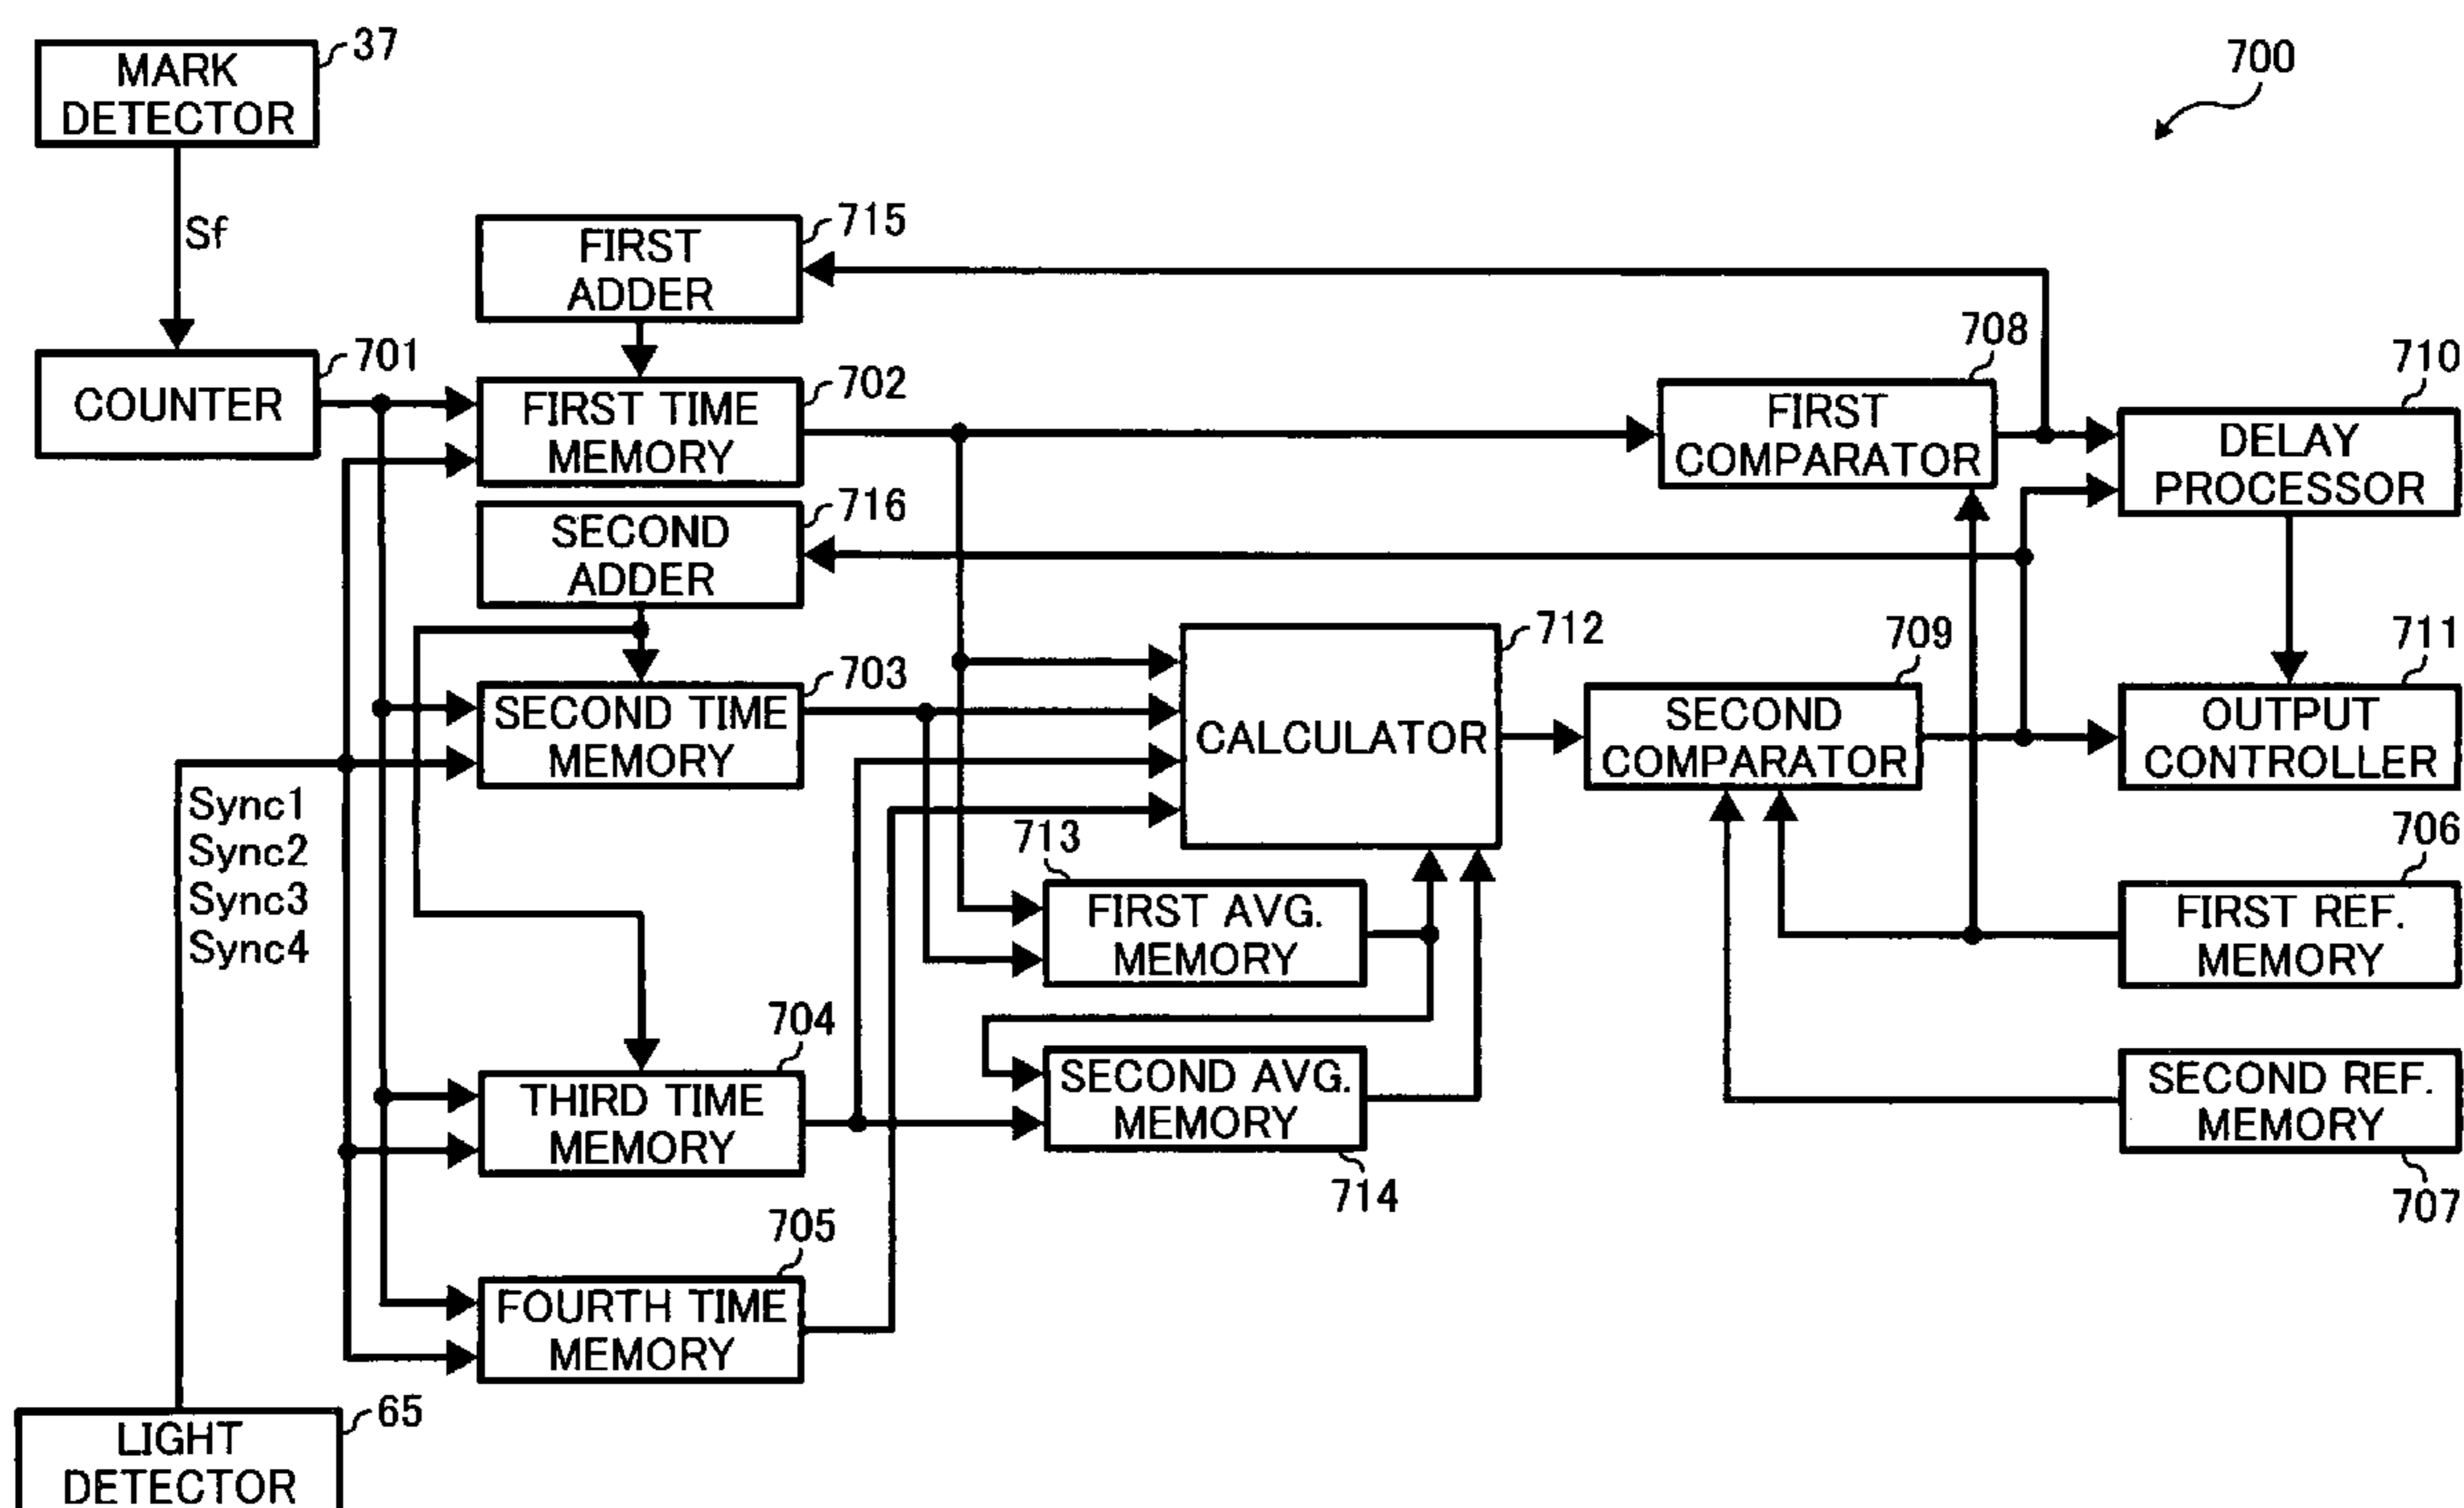 MARK
DETECTOR
37
700
Sf
FIRST
ADDER
715
COUNTER
701
FIRST TIME
MEMORY
702
FIRST
COMPARATOR
708
DELAY
PROCESSOR
710
SECOND
ADDER
716
SECOND TIME
MEMORY
703
CALCULATOR
712
SECOND
COMPARATOR
709
OUTPUT
CONTROLLER
711
Sync1
Sync2
Sync3
Sync4
713
FIRST AVG.
MEMORY
706
FIRST REF.
MEMORY
704
THIRD TIME
MEMORY
SECOND AVG.
MEMORY
714
SECOND REF.
MEMORY
707
705
FOURTH TIME
MEMORY
65
LIGHT
DETECTOR